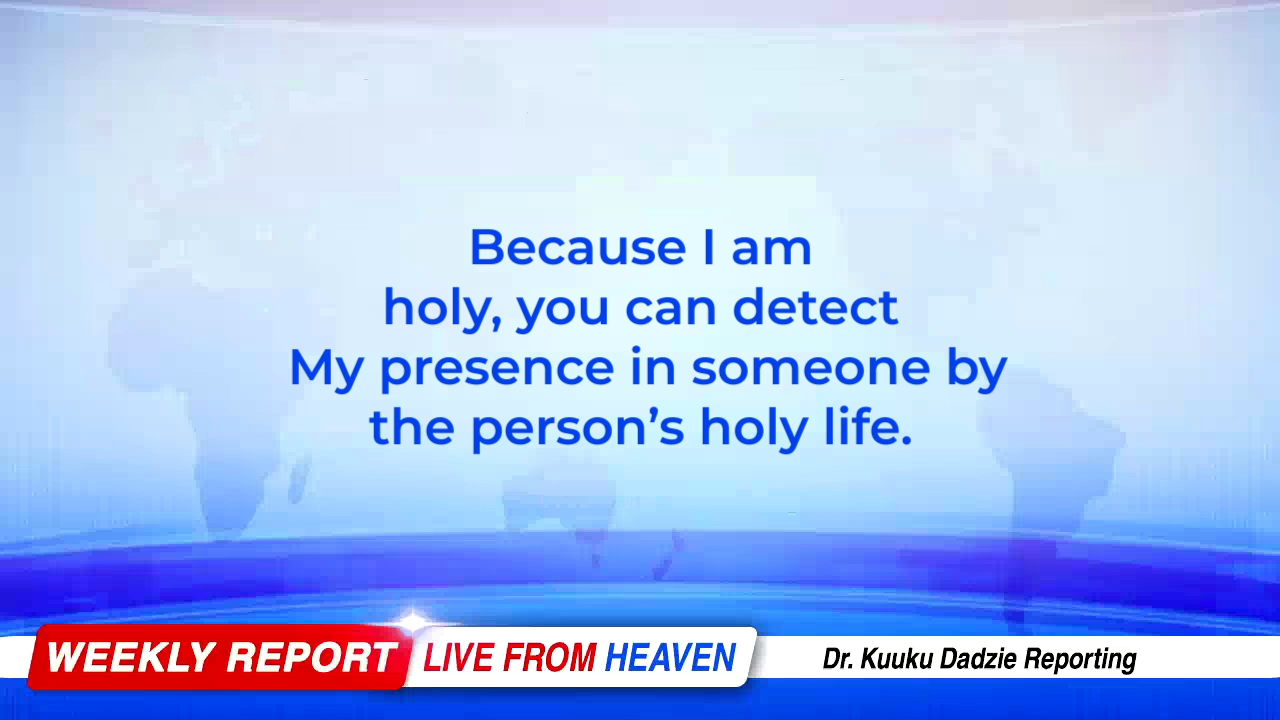 Because I am
holy, you can detect
My presence in someone by
the person’s holy life.
WEEKLY REPORT LIVE FROM HEAVEN Dr. Kuuku Dadzie Reporting